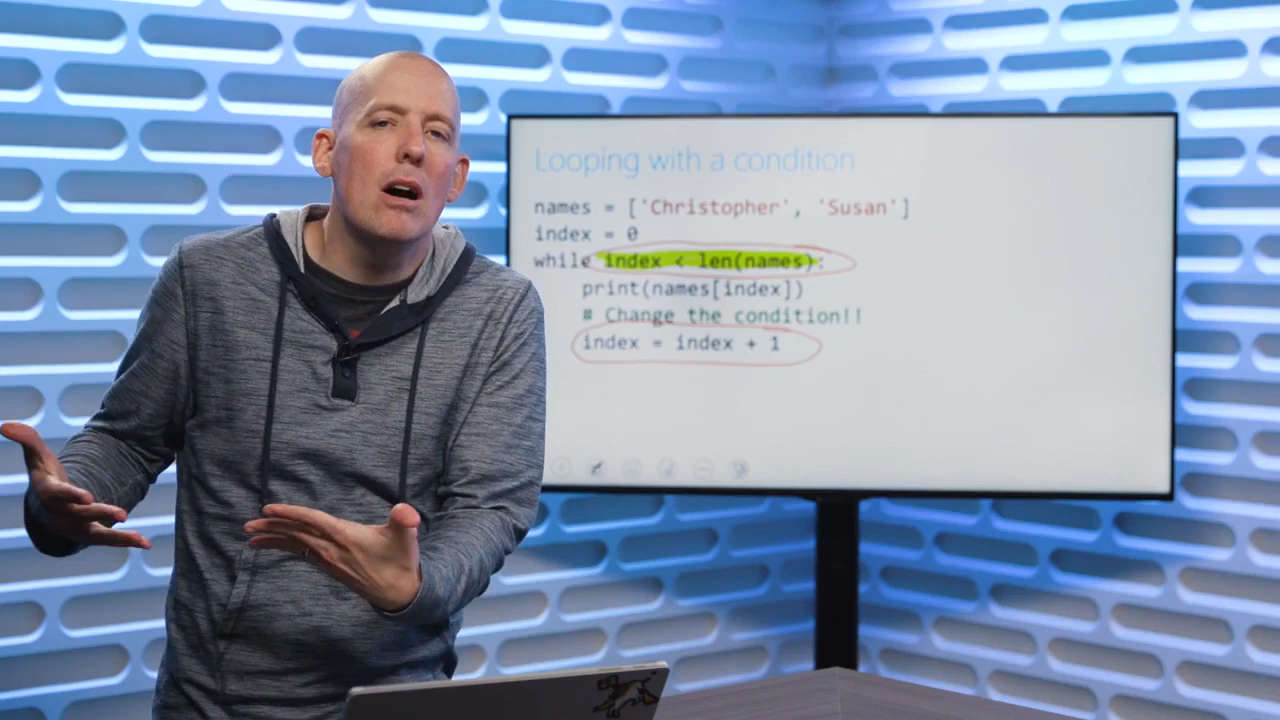 Looping with a condition
names = ['Christopher', 'Susan']
index = 0
while index < len(names):
print(names[index])
# Change the condition!!
index = index + 1